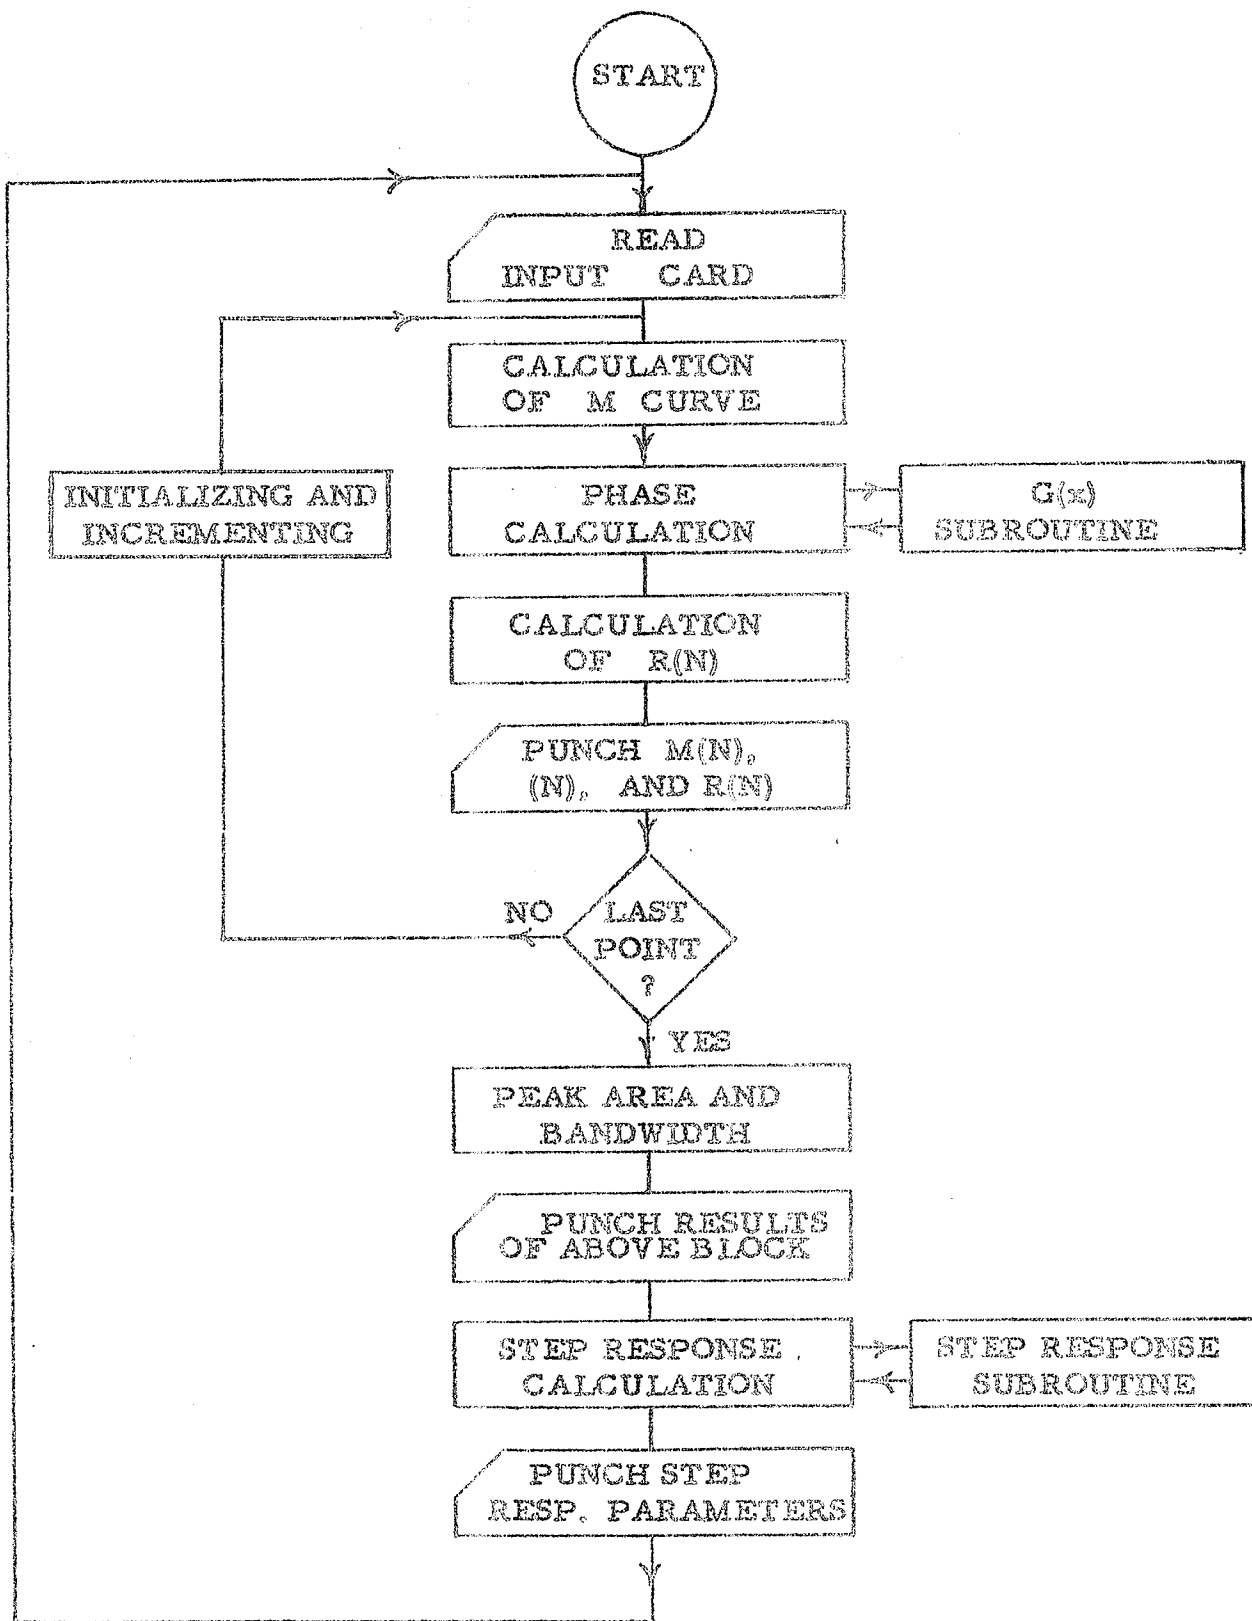 START
READ
INPUT CARD
CALCULATION
OF M CURVE
INITIALIZING AND
INCREMENTING
PHASE
CALCULATION
G(x)
SUBROUTINE
CALCULATION
OF R(N)
PUNCH M(N),
(N), AND R(N)
NO
LAST
POINT
?
YES
PEAK AREA AND
BANDWIDTH
PUNCH RESULTS
OF ABOVE BLOCK
STEP RESPONSE
CALCULATION
STEP RESPONSE
SUBROUTINE
PUNCH STEP
RESP. PARAMETERS